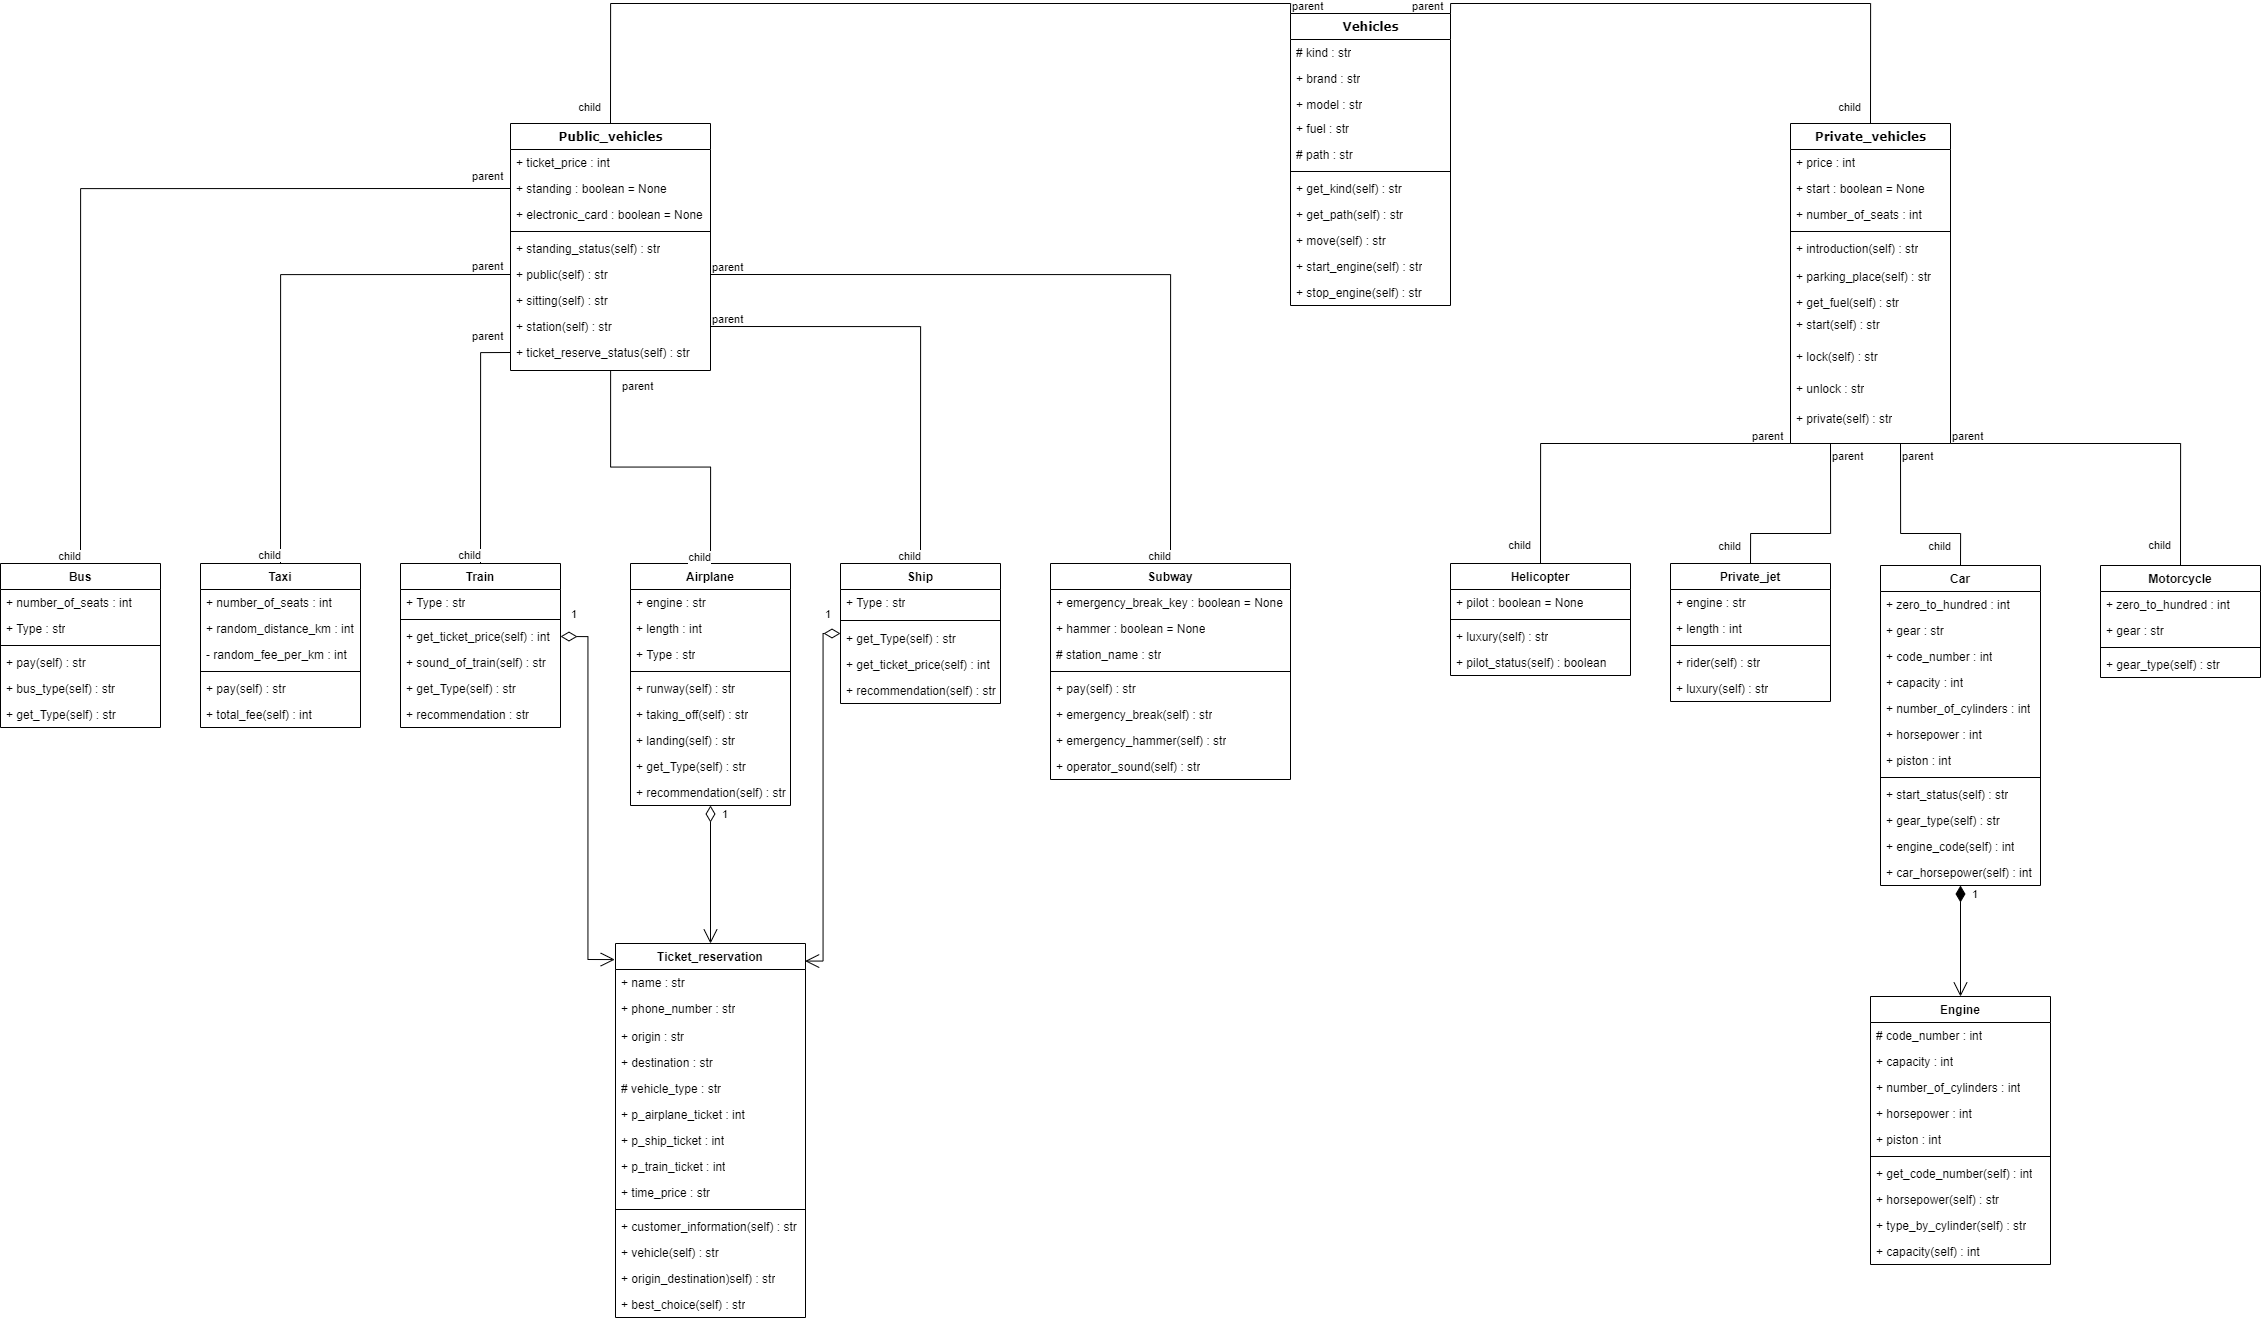 parent
parent
Vehicles
# kind : str
+ brand : str
+ model : str
+ fuel : str
# path : str
+ get_kind(self) : str
+ get_path(self) : str
+ move(self) : str
+ start_engine(self) : str
+ stop_engine(self) : str
child
Public_vehicles
+ ticket_price : int
+ standing : boolean = None
+ electronic_card : boolean = None
+ standing_status(self) : str
+ public(self) : str
+ sitting(self) : str
+ station(self) : str
+ ticket_reserve_status(self) : str
parent
parent
parent
parent
parent
parent
child
Private_vehicles
+ price : int
+ start : boolean = None
+ number_of_seats : int
+ introduction(self) : str
+ parking_place(self) : str
+ get_fuel(self) : str
+ start(self) : str
+ lock(self) : str
+ unlock : str
+ private(self) : str
parent
parent
parent
parent
child
Bus
+ number_of_seats : int
+ Type : str
+ pay(self) : str
+ bus_type(self) : str
+ get_Type(self) : str
child
Taxi
+ number_of_seats : int
+ random_distance_km : int
- random_fee_per_km : int
+ pay(self) : str
+ total_fee(self) : int
child
Train
+ Type : str
+ get_ticket_price(self) : int
+ sound_of_train(self) : str
+ get_Type(self) : str
+ recommendation : str
1
child
Airplane
+ engine : str
+ length : int
+ Type : str
+ runway(self) : str
+ taking_off(self) : str
+ landing(self) : str
+ get_Type(self) : str
+ recommendation(self) : str
1
child
Ship
+ Type : str
+ get_Type(self) : str
+ get_ticket_price(self) : int
+ recommendation(self) : str
1
child
Subway
+ emergency_break_key : boolean = None
+ hammer : boolean = None
# station_name : str
+ pay(self) : str
+ emergency_break(self) : str
+ emergency_hammer(self) : str
+ operator_sound(self) : str
child
Helicopter
+ pilot : boolean = None
+ luxury(self) : str
+ pilot_status(self) : boolean
child
Private_jet
+ engine : str
+ length : int
+ rider(self) : str
+ luxury(self) : str
child
Car
+ zero_to_hundred : int
+ gear : str
+ code_number : int
+ capacity : int
+ number_of_cylinders : int
+ horsepower : int
+ piston : int
+ start_status(self) : str
+ gear_type(self) : str
+ engine_code(self) : int
+ car_horsepower(self) : int
1
child
Motorcycle
+ zero_to_hundred : int
+ gear : str
+ gear_type(self) : str
Ticket_reservation
+ name : str
+ phone_number : str
+ origin : str
+ destination : str
# vehicle_type : str
+ p_airplane_ticket : int
+ p_ship_ticket : int
+ p_train_ticket : int
+ time_price : str
+ customer_information(self) : str
+ vehicle(self) : str
+ origin_destination)self) : str
+ best_choice(self) : str
Engine
# code_number : int
+ capacity : int
+ number_of_cylinders : int
+ horsepower : int
+ piston : int
+ get_code_number(self) : int
+ horsepower(self) : str
+ type_by_cylinder(self) : str
+ capacity(self) : int